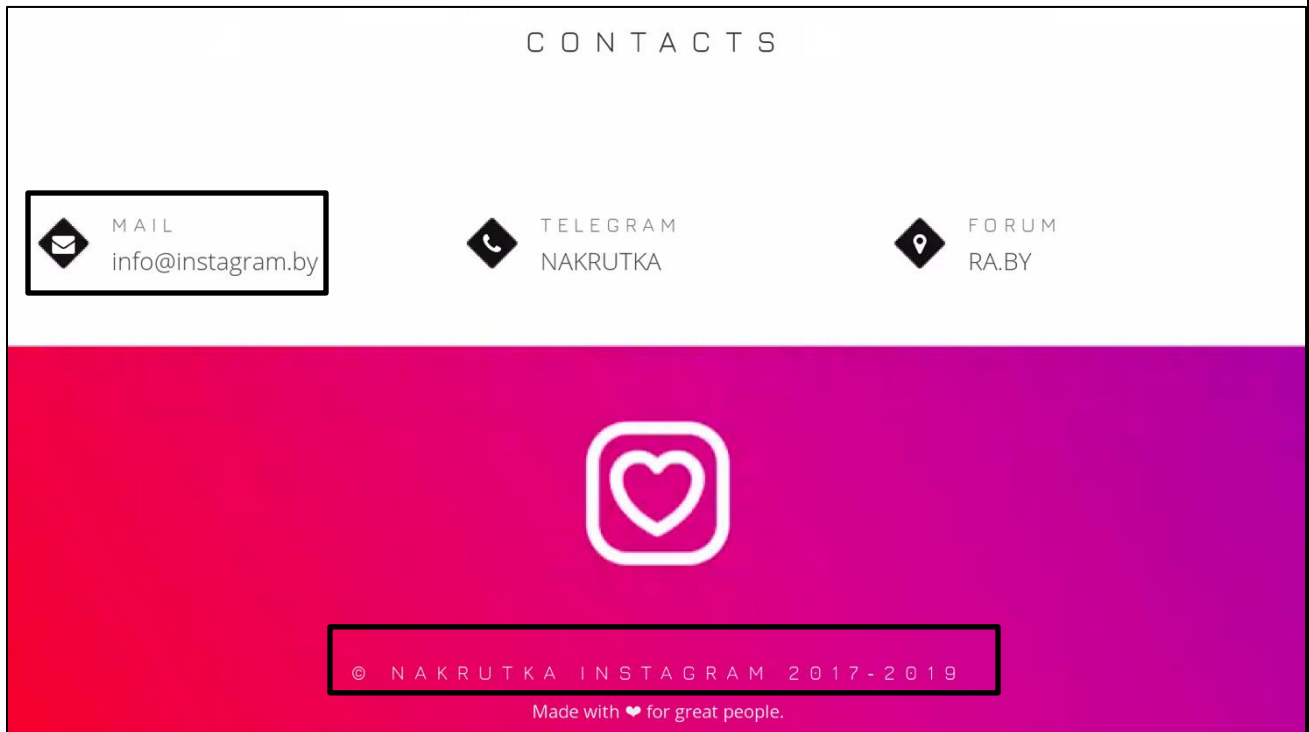 CONTACTS
MAIL
info@instagram.by
TELEGRAM
NAKRUTKA
FORUM
RA.BY
© NAKRUTKA INSTAGRAM 2017-2019
Made with ❤ for great people.